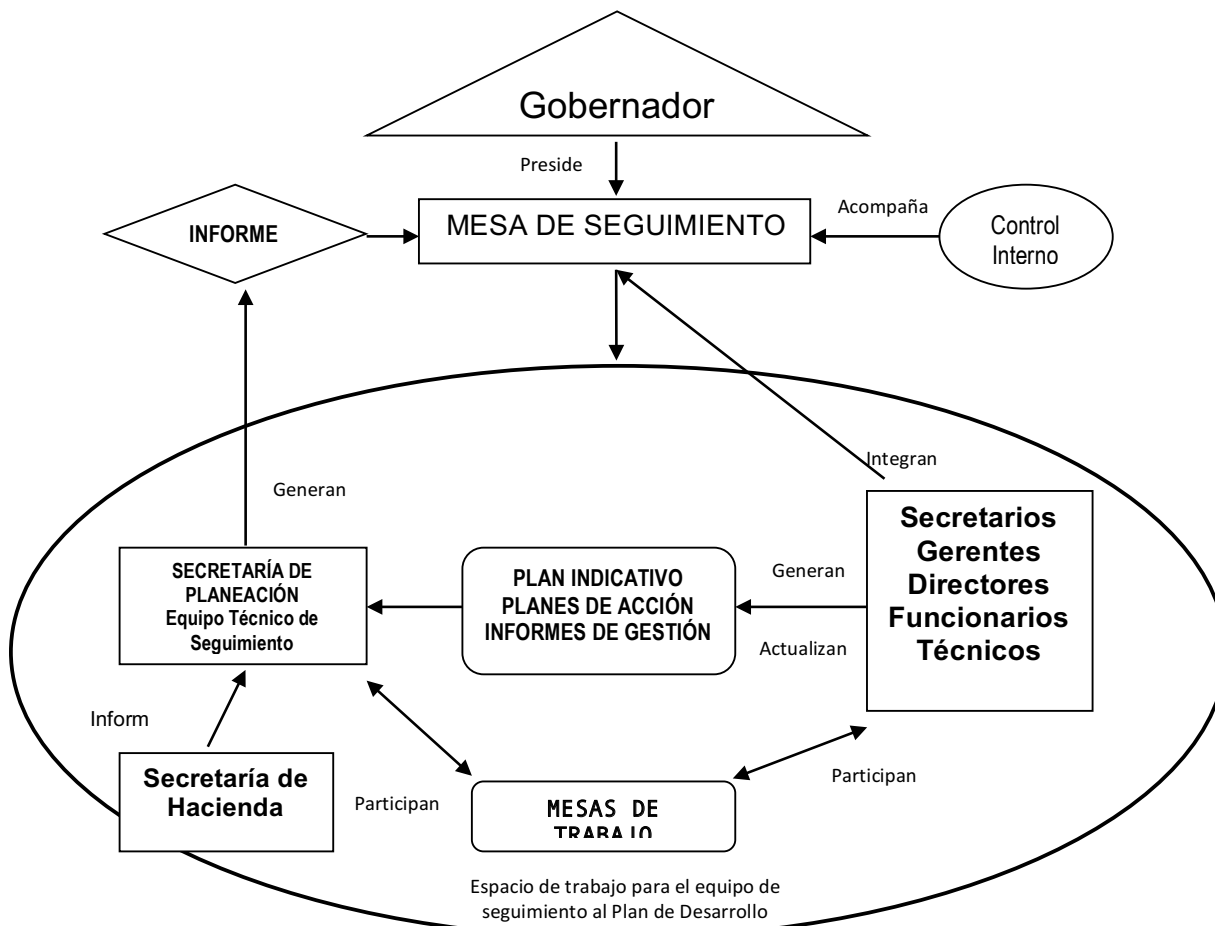 Gobernador
Preside
MESA DE SEGUIMIENTO
INFORME
Acompaña
Control
Interno
Integran
Generan
Secretarios
Gerentes
Directores
Funcionarios
Técnicos
SECRETARÍA DE
PLANEACIÓN
Equipo Técnico de
Seguimiento
PLAN INDICATIVO
PLANES DE ACCIÓN
INFORMES DE GESTIÓN
Generan
Actualizan
Inform
Secretaría de
Hacienda
Participan
MESAS DE
TRABAJO
Participan
Espacio de trabajo para el equipo de
seguimiento al Plan de Desarrollo